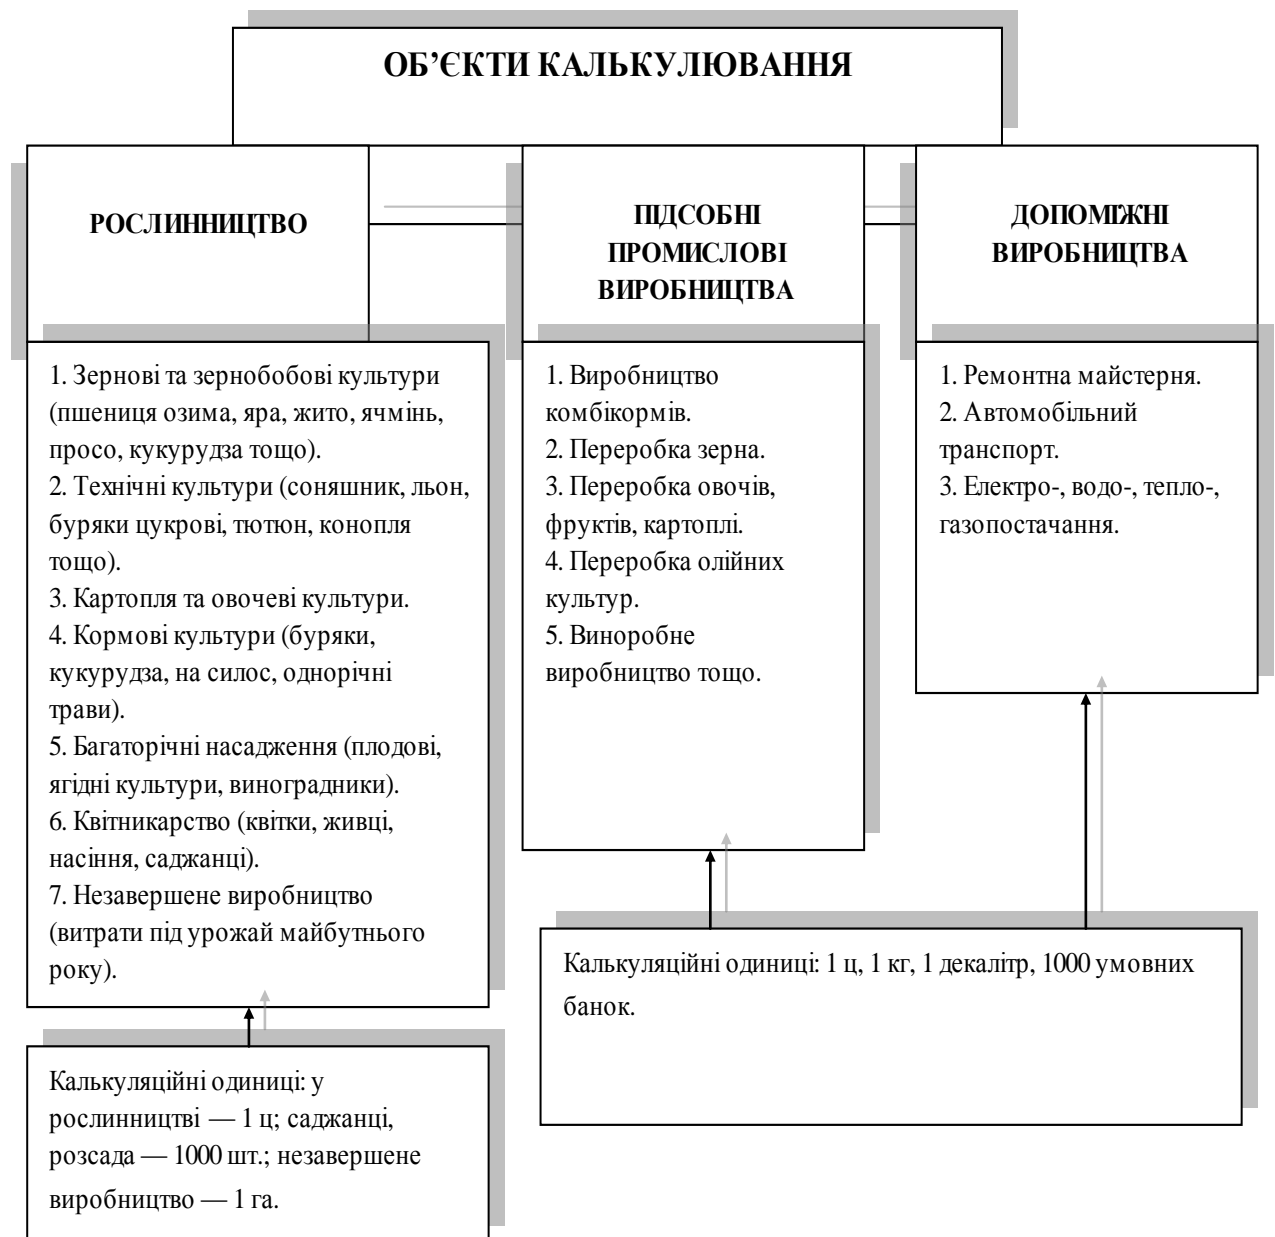 ОБ’ЄКТИ КАЛЬКУЛЮВАННЯ
РОСЛИННИЦТВО
1. Зернові та зернобобові культури
(пшениця озима, яра, жито, ячмінь,
просо, кукурудза тощо).
2. Технічні культури (соняшник, льон,
буряки цукрові, тютюн, конопля
тощо).
3. Картопля та овочеві культури.
4. Кормові культури (буряки,
кукурудза, на силос, однорічні
трави).
5. Багаторічні насадження (плодові,
ягідні культури, виноградники).
6. Квітникарство (квітки, живці,
насіння, саджанці).
7. Незавершене виробництво
(витрати під урожай майбутнього
року).
Калькуляційні одиниці: у
рослинництві — 1 ц; саджанці,
розсада — 1000 шт.; незавершене
виробництво — 1 га.
ПІДСОБНІ
ПРОМИСЛОВІ
ВИРОБНИЦТВА
1. Виробництво
комбікормів.
2. Переробка зерна.
3. Переробка овочів,
фруктів, картоплі.
4. Переробка олійних
культур.
5. Виноробне
виробництво тощо.
ДОПОМІЖНІ
ВИРОБНИЦТВА
1. Ремонтна майстерня.
2. Автомобільний
транспорт.
3. Електро-, водо-, тепло-,
газопостачання.
Калькуляційні одиниці: 1 ц, 1 кг, 1 декалітр, 1000 умовних
банок.